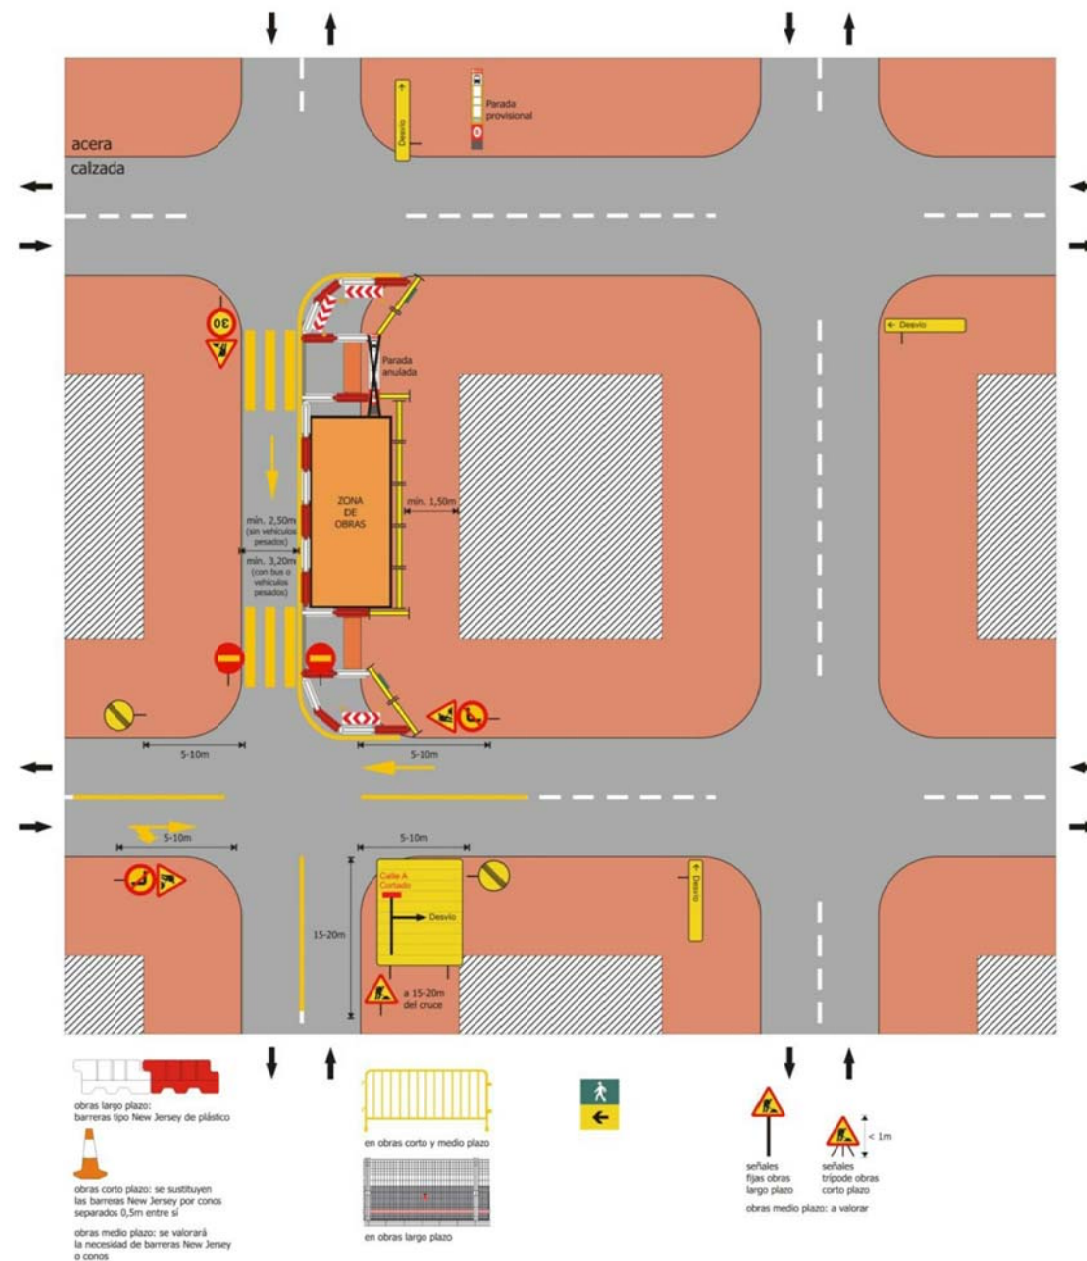 Desvío
Parada
provisional
acera
calzada
30
Desvío
Parada
anulada
ZONA
DE
OBRAS
min. 1,50m
min. 2,50m
(sin vehículos
pesados)
min. 3,20m
(con bus o
vehículos
pesados)
5-10m
5-10m
5-10m
5-10m
Calle A
Cortado
Desvío
Desvío
15-20m
a 15-20m
del cruce
obras largo plazo:
barreras tipo New Jersey de plástico
obras corto plazo: se sustituyen
las barreras New Jersey por conos
separados 0,5m entre sí
obras medio plazo: se valorará
la necesidad de barreras New Jersey
o conos
en obras corto y medio plazo
en obras largo plazo
señales
fijas obras
largo plazo
< 1m
señales
trípode obras
corto plazo
obras medio plazo: a valorar